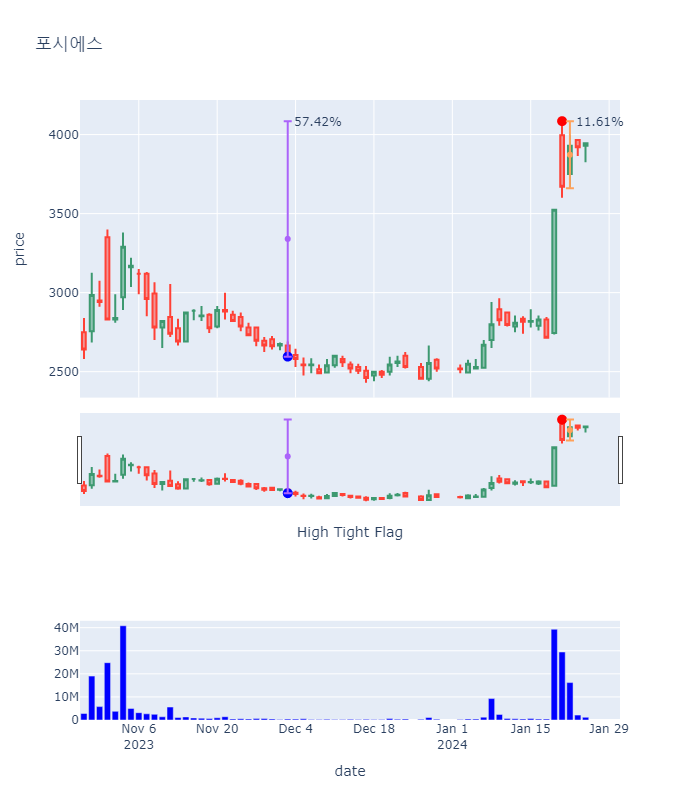 포시에스
57.42%
11.61%
4000
3500
3000
2500
price
High Tight Flag
40M
30M
20M
10M
0
Nov 6
2023
Nov 20
Dec 4
Dec 18
Jan 1
2024
Jan 15
Jan 29
date